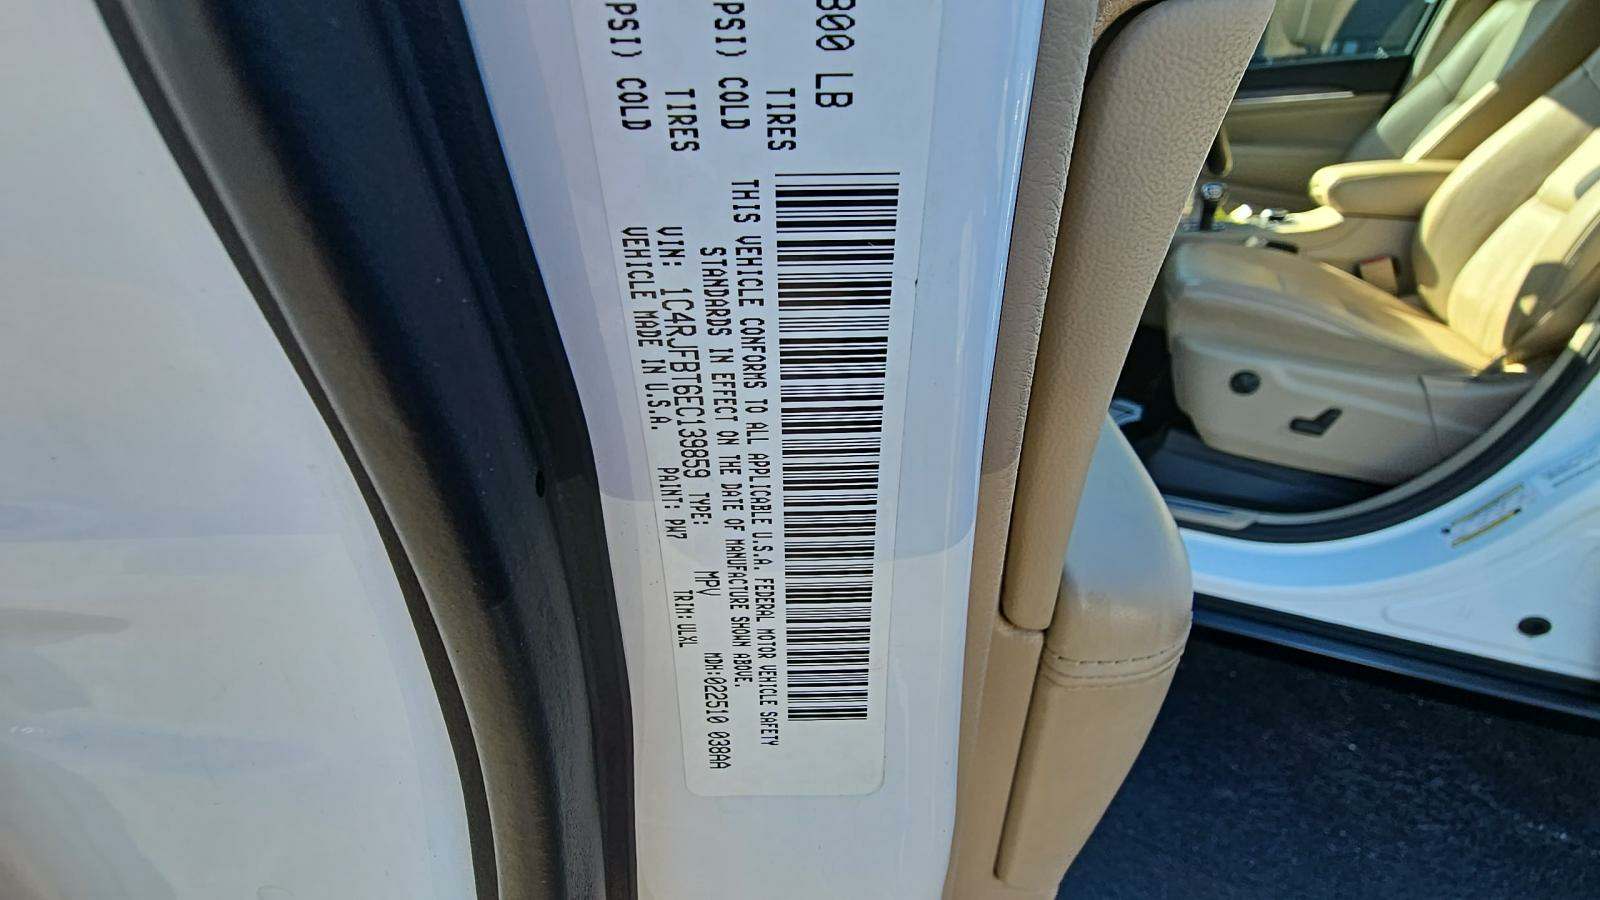 800 LB
TIRES
PSI) COLD
TIRES
PSI) COLD
THIS VEHICLE CONFORMS TO ALL APPLICABLE U.S.A. FEDERAL MOTOR VEHICLE SAFETY
STANDARDS IN EFFECT ON THE DATE OF MANUFACTURE SHOWN ABOVE.
VIN: 1C4RJFBT6EC139859 TYPE: MPV MDH:022510 038AA
VEHICLE MADE IN U.S.A. PAINT: PW7 TRIM: ULXL